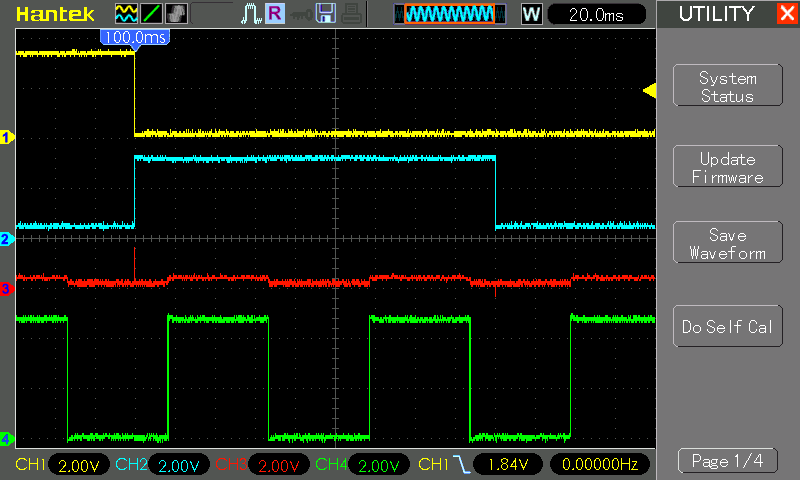 Hantek R W 20.0ms UTILITY
100.0ms
System
Status
1
Update
Firmware
2
Save
Waveform
3
Do Self Cal
4
CH1 2.00V CH2 2.00V CH3 2.00V CH4 2.00V CH1 1.84V 0.00000Hz
Page 1/4